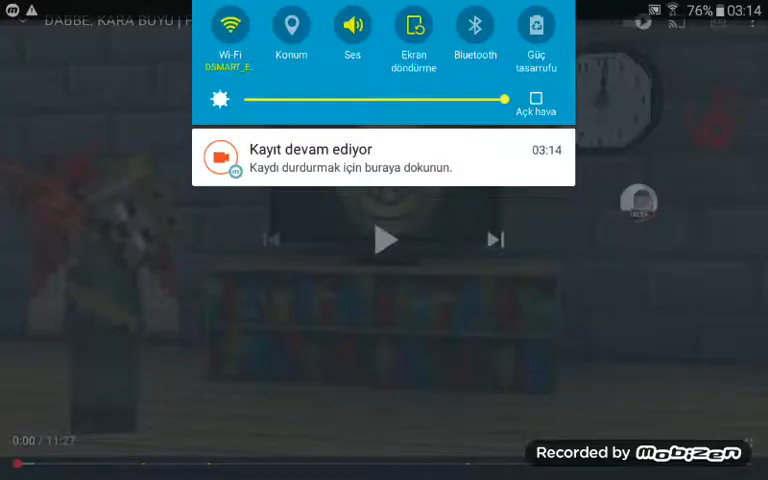 DABBE: KARA BÜYÜ | F
76% 03:14
Wi-Fi
DSMART_E..
Konum
Ses
Ekran
döndürme
Bluetooth
Güç
tasarrufu
Açık hava
Kayıt devam ediyor
03:14
Kaydı durdurmak için buraya dokunun.
0:00 / 11:27
Recorded by mobizen